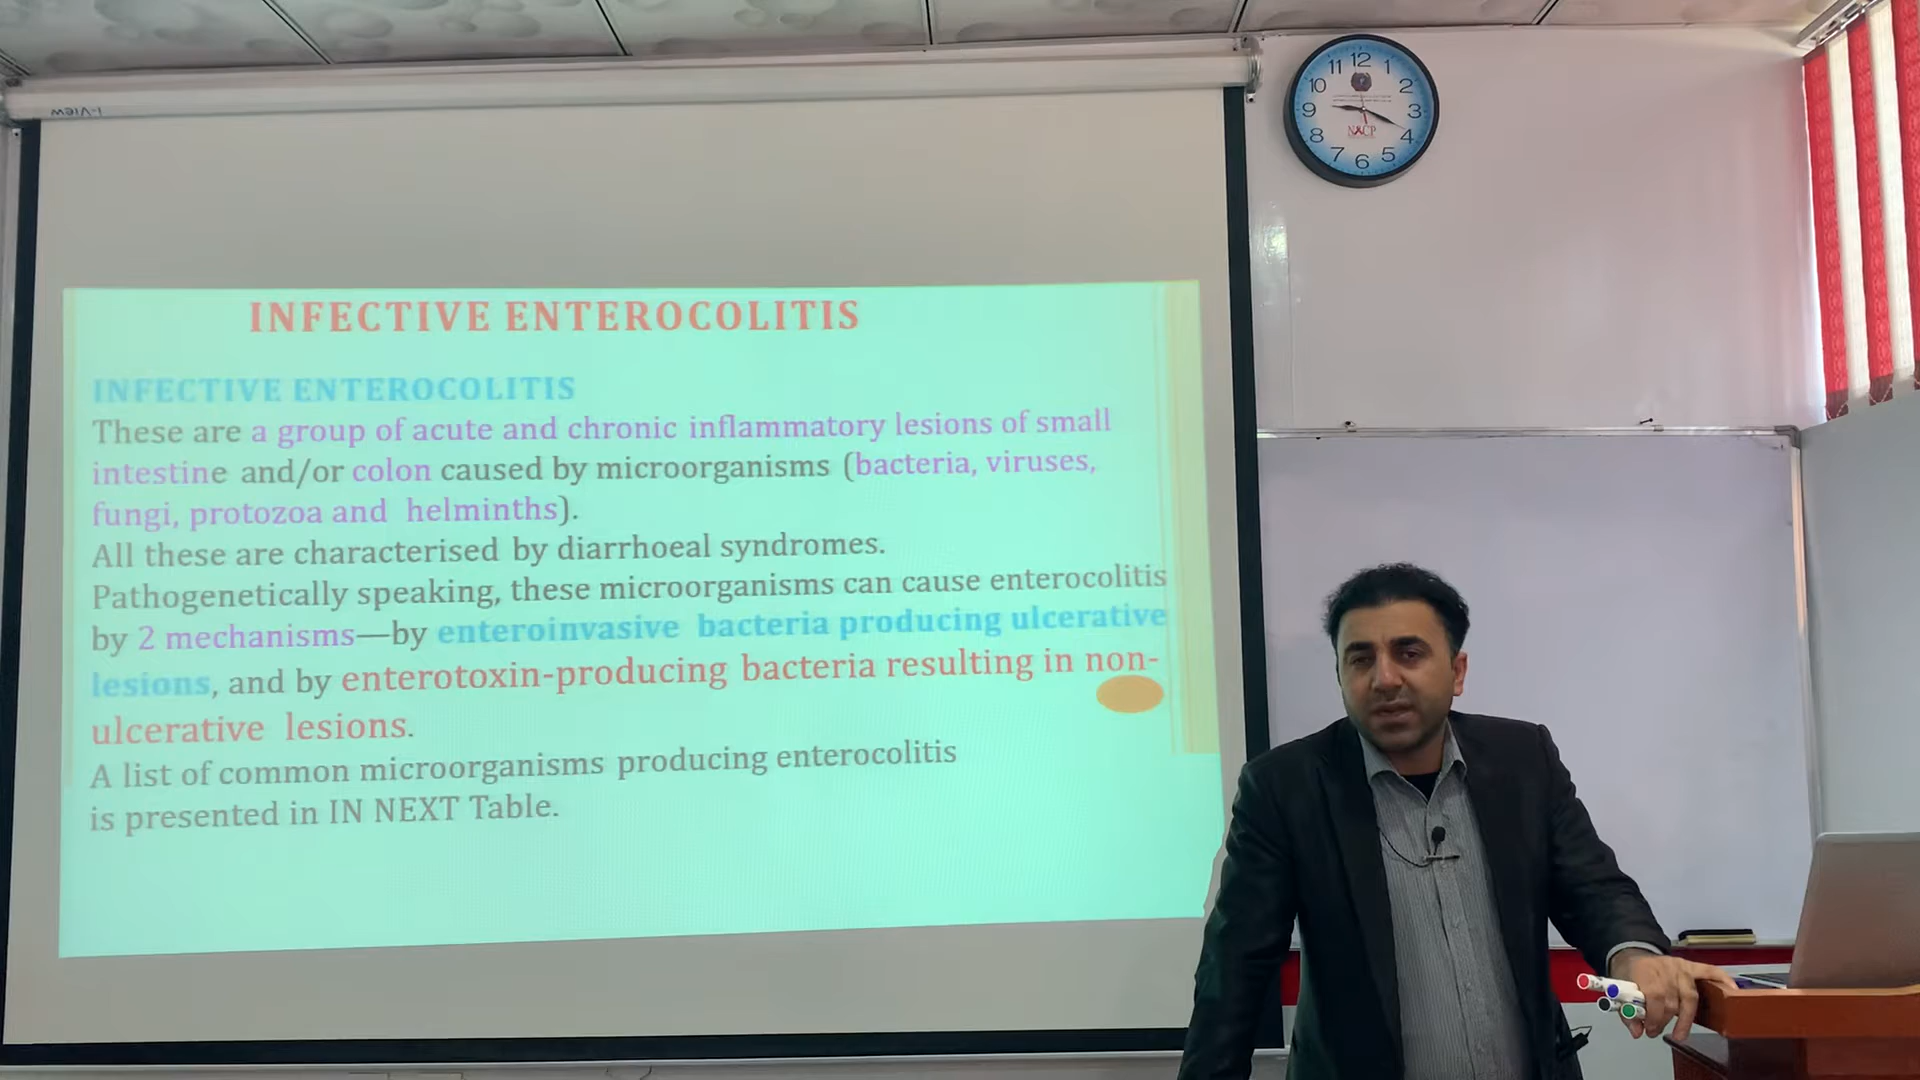 I-VIEW
INFECTIVE ENTEROCOLITIS
INFECTIVE ENTEROCOLITIS
These are a group of acute and chronic inflammatory lesions of small
intestine and/or colon caused by microorganisms (bacteria, viruses,
fungi, protozoa and helminths).
All these are characterised by diarrhoeal syndromes.
Pathogenetically speaking, these microorganisms can cause enterocolitis
by 2 mechanisms—by enteroinvasive bacteria producing ulcerative
lesions, and by enterotoxin-producing bacteria resulting in non-
ulcerative lesions.
A list of common microorganisms producing enterocolitis
is presented in IN NEXT Table.
12
11 1
10 2
9 3
NACP
8 4
7 5
6